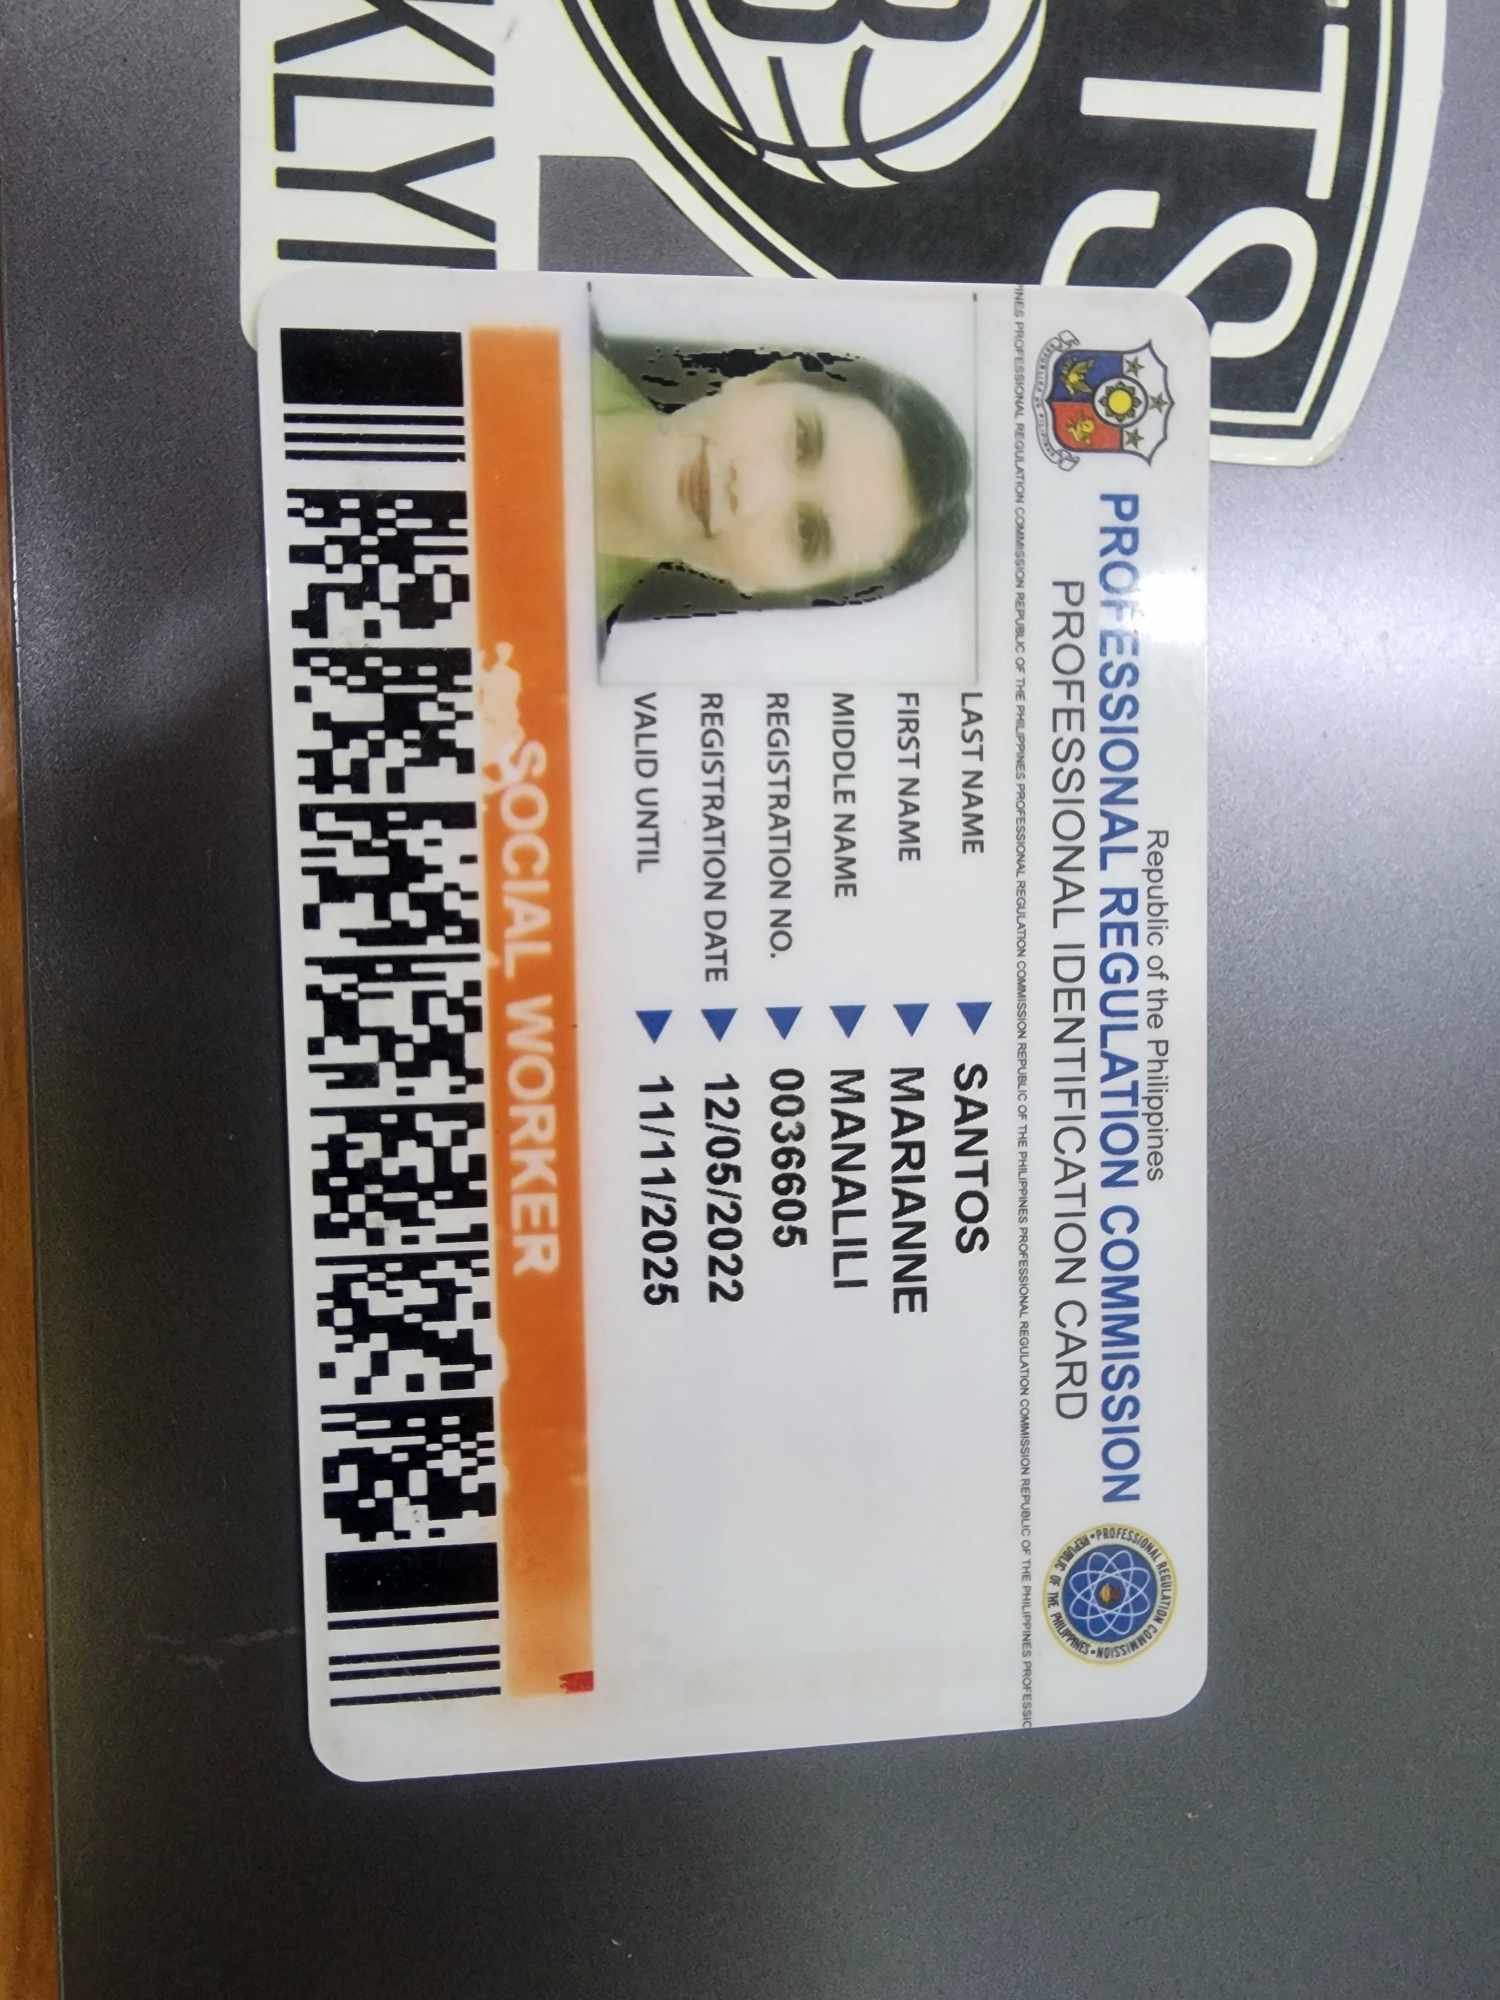 KLYN
TS
Republic of the Philippines
PROFESSIONAL REGULATION COMMISSION
PROFESSIONAL IDENTIFICATION CARD
PROFESSIONAL REGULATION COMMISSION
REPUBLIC OF THE PHILIPPINES
PINES PROFESSIONAL REGULATION COMMISSION REPUBLIC OF THE PHILIPPINES PROFESSIONAL REGULATION COMMISSION REPUBLIC OF THE PHILIPPINES PROFESSIONAL REGULATION COMMISSION REPUBLIC OF THE PHILIPPINES PROFESSIC
LAST NAME SANTOS
FIRST NAME MARIANNE
MIDDLE NAME MANALILI
REGISTRATION NO. 0036605
REGISTRATION DATE 12/05/2022
VALID UNTIL 11/11/2025
SOCIAL WORKER